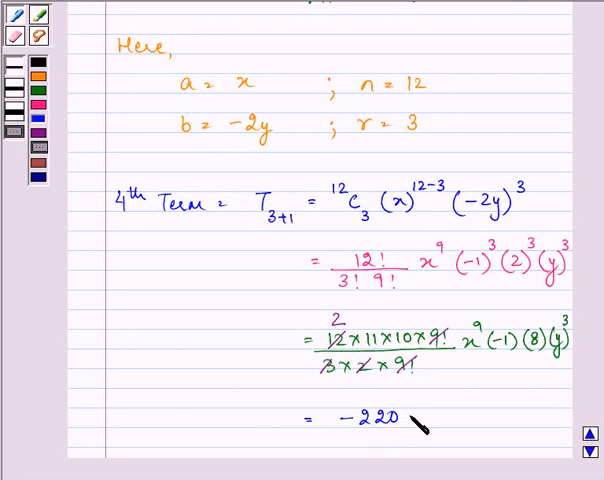 Here,
a = x ; n = 12
b = -2y ; r = 3
4th Term = T₃₊₁ = ¹²C₃ (x)¹²⁻³ (-2y)³
= 12! / 3! 9! x⁹ (-1)³ (2)³ (y)³
2
= 12 × 11 × 10 × 9! / 3 × 2 × 9! x⁹ (-1) (8) (y)³
= -220